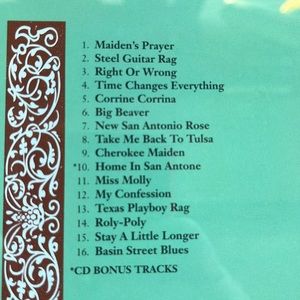 1. Maiden's Prayer
2. Steel Guitar Rag
3. Right Or Wrong
4. Time Changes Everything
5. Corrine Corrina
6. Big Beaver
7. New San Antonio Rose
8. Take Me Back To Tulsa
9. Cherokee Maiden
*10. Home In San Antone
11. Miss Molly
12. My Confession
13. Texas Playboy Rag
14. Roly-Poly
15. Stay A Little Longer
16. Basin Street Blues
*CD BONUS TRACKS